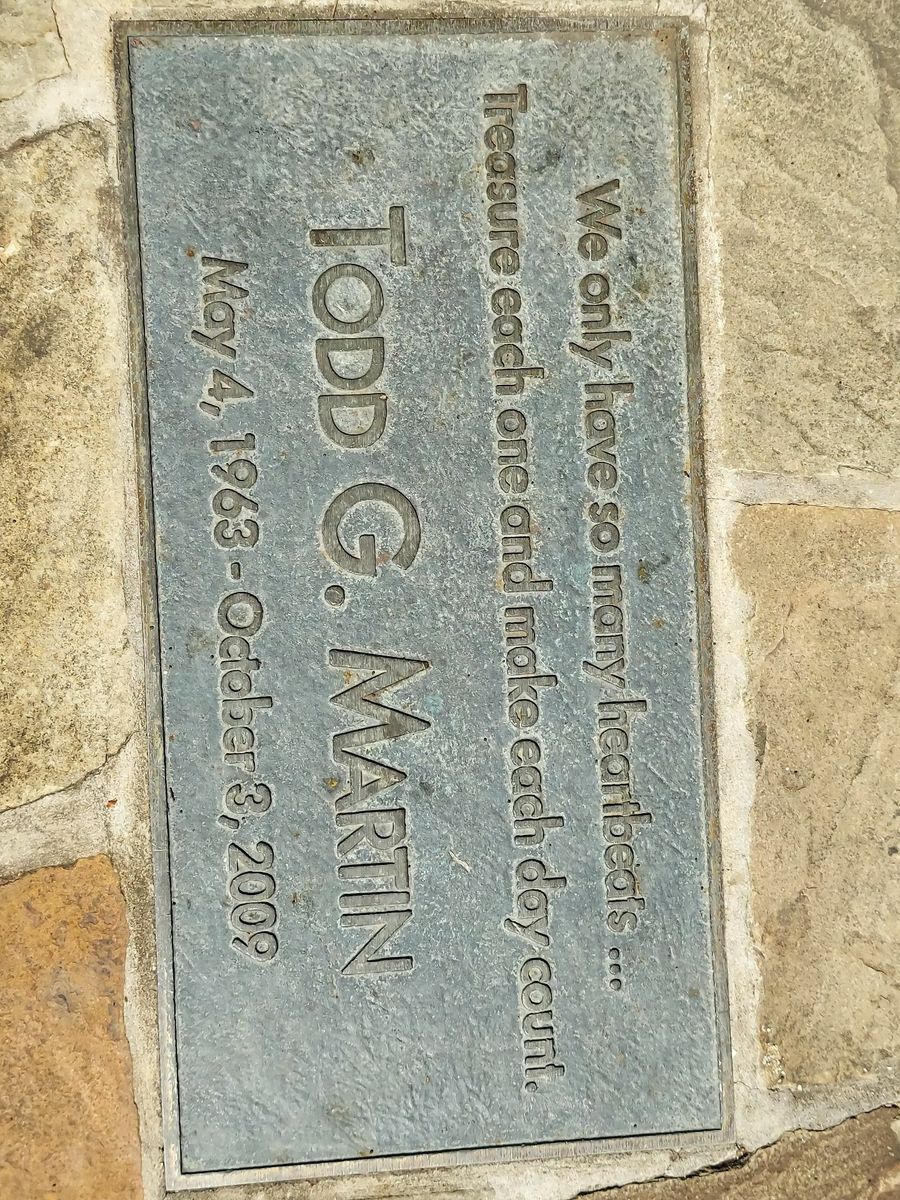 We only have so many heartbeats ...
Treasure each one and make each day count.
TODD G. MARTIN
May 4, 1963 - October 3, 2009